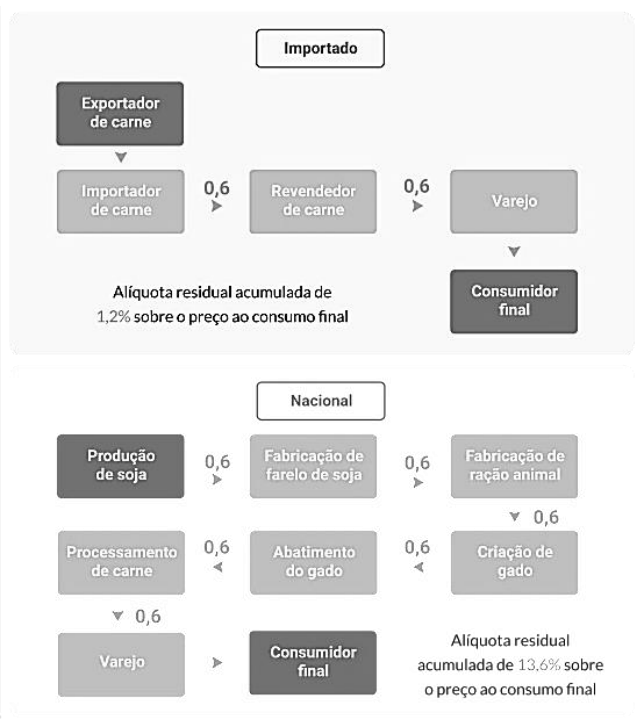 Importado
Exportador
de carne
Importador
de carne
0,6
Revendedor
de carne
0,6
Varejo
Alíquota residual acumulada de
1,2% sobre o preço ao consumo final
Consumidor
final
Nacional
Produção
de soja
0,6
Fabricação de
farelo de soja
0,6
Fabricação de
ração animal
0,6
Processamento
de carne
0,6
Abatimento
do gado
0,6
Criação de
gado
0,6
Varejo
Consumidor
final
Alíquota residual
acumulada de 13,6% sobre
o preço ao consumo final